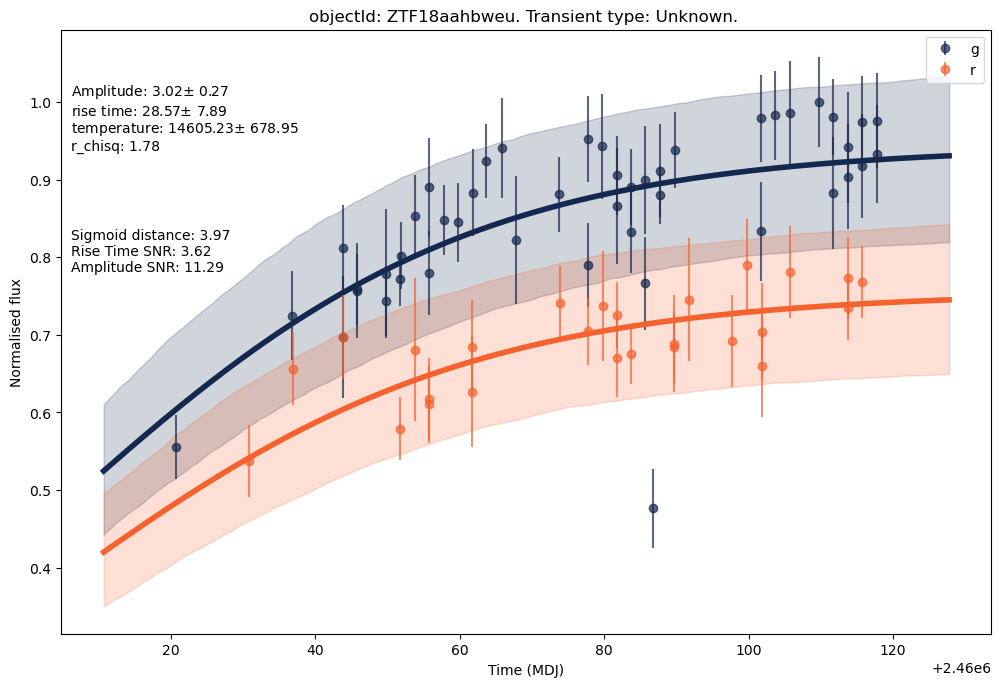 objectId: ZTF18aahbweu. Transient type: Unknown.
g
r
Amplitude: 3.02± 0.27
rise time: 28.57± 7.89
temperature: 14605.23± 678.95
r_chisq: 1.78
Sigmoid distance: 3.97
Rise Time SNR: 3.62
Amplitude SNR: 11.29
Normalised flux
1.0
0.9
0.8
0.7
0.6
0.5
0.4
20
40
60
80
100
120
Time (MDJ)
+2.46e6